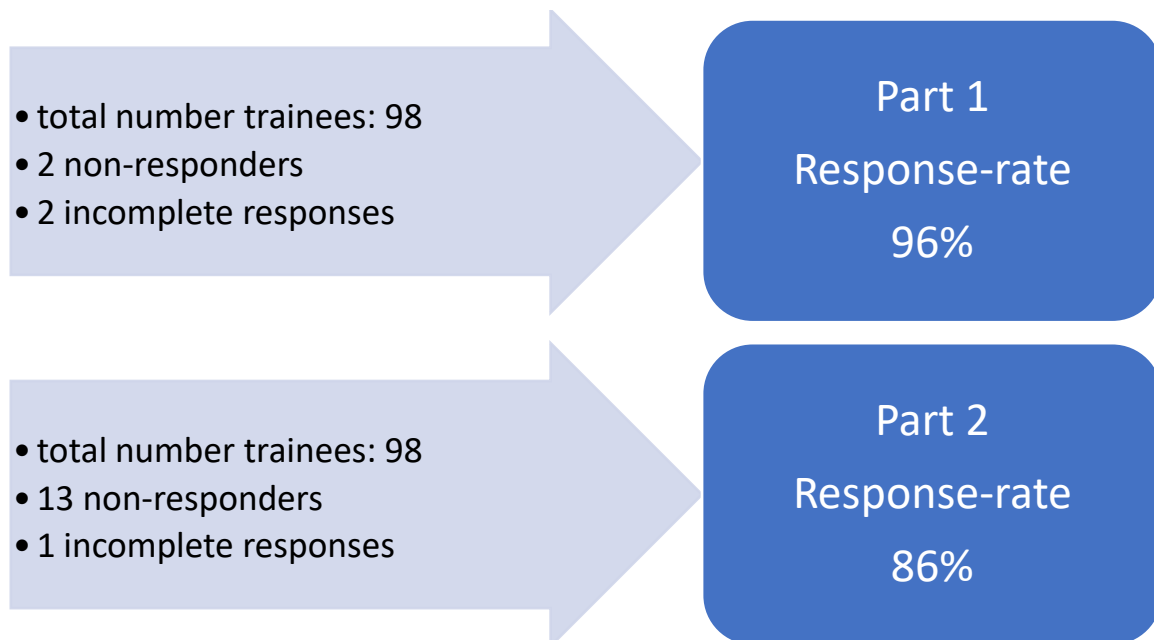 • total number trainees: 98
• 2 non-responders
• 2 incomplete responses
Part 1
Response-rate
96%
• total number trainees: 98
• 13 non-responders
• 1 incomplete responses
Part 2
Response-rate
86%